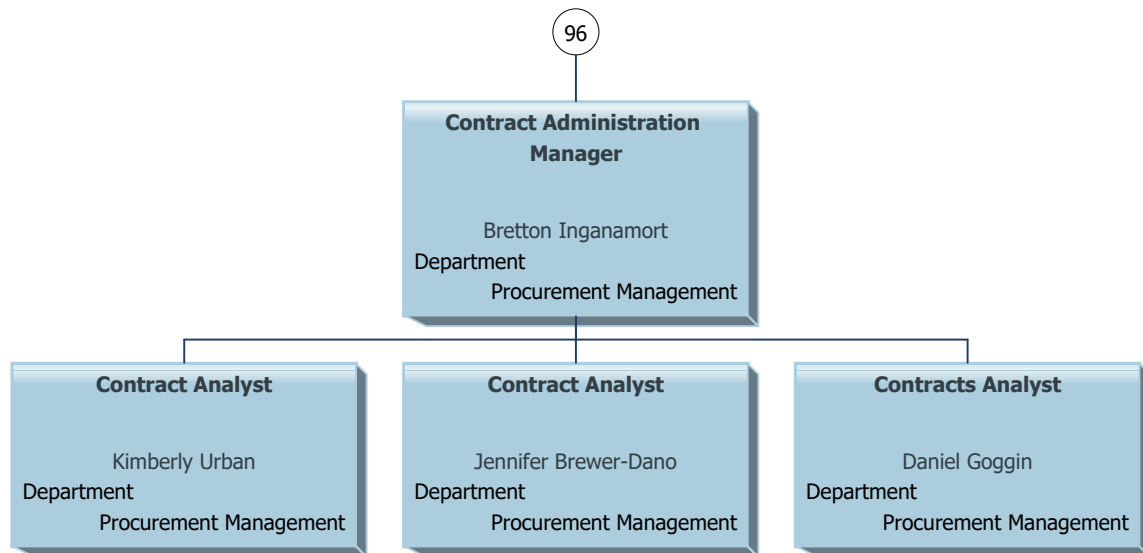 96
Contract Administration
Manager
Bretton Inganamort
Department
Procurement Management
Contract Analyst
Kimberly Urban
Department
Procurement Management
Contract Analyst
Jennifer Brewer-Dano
Department
Procurement Management
Contracts Analyst
Daniel Goggin
Department
Procurement Management